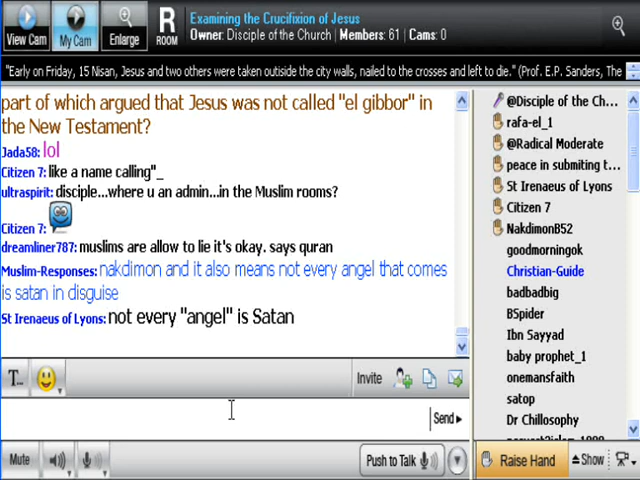 Examining the Crucifixion of Jesus
Owner: Disciple of the Church | Members: 61 | Cams: 0
View Cam
My Cam
Enlarge
R
ROOM
"Early on Friday, 15 Nisan, Jesus and two others were taken outside the city walls, nailed to the crosses and left to die." (Prof. E.P. Sanders, The
part of which argued that Jesus was not called "el gibbor" in
the New Testament?
Jada58: lol
Citizen 7: like a name calling"_
ultraspirit: disciple...where u an admin...in the Muslim rooms?
Citizen 7:
dreamliner787: muslims are allow to lie it's okay. says quran
Muslim-Responses: nakdimon and it also means not every angel that comes
is satan in disguise
St Irenaeus of Lyons: not every "angel" is Satan
@Disciple of the Ch...
rafa-el_1
@Radical Moderate
peace in submiting t...
St Irenaeus of Lyons
Citizen 7
NakdimonB52
goodmorningok
Christian-Guide
badbadbig
BSpider
Ibn Sayyad
baby prophet_1
onemansfaith
satop
Dr Chillosophy
T...
Invite
Send
Mute
Push to Talk
Raise Hand
Show